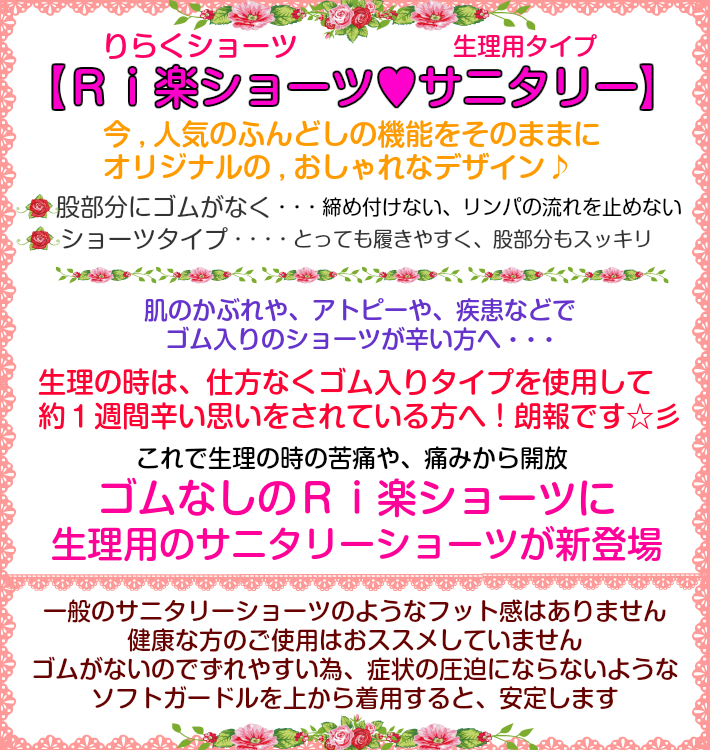 りらくショーツ 生理用タイプ
【Ｒｉ楽ショーツ♥サニタリー】
今，人気のふんどしの機能をそのままに
オリジナルの，おしゃれなデザイン♪
股部分にゴムがなく・・・締め付けない、リンパの流れを止めない
ショーツタイプ・・・・とっても履きやすく、股部分もスッキリ
肌のかぶれや、アトピーや、疾患などで
ゴム入りのショーツが辛い方へ・・・
生理の時は、仕方なくゴム入りタイプを使用して
約１週間辛い思いをされている方へ！朗報です☆彡
これで生理の時の苦痛や、痛みから開放
ゴムなしのＲｉ楽ショーツに
生理用のサニタリーショーツが新登場
一般のサニタリーショーツのようなフット感はありません
健康な方のご使用はおススメしていません
ゴムがないのでずれやすい為、症状の圧迫にならないような
ソフトガードルを上から着用すると、安定します